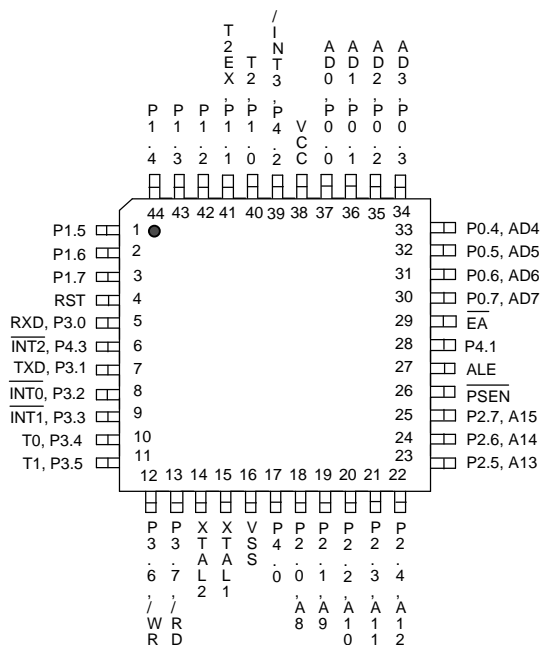 P1.4
P1.3
P1.2
T2EX,P1.1
T2,P1.0
/INT3,P4.2
VCC
AD0,P0.0
AD1,P0.1
AD2,P0.2
AD3,P0.3
44 43 42 41 40 39 38 37 36 35 34
P1.5 1
P1.6 2
P1.7 3
RST 4
RXD, P3.0 5
INT2, P4.3 6
TXD, P3.1 7
INT0, P3.2 8
INT1, P3.3 9
T0, P3.4 10
T1, P3.5 11
33 P0.4, AD4
32 P0.5, AD5
31 P0.6, AD6
30 P0.7, AD7
29 EA
28 P4.1
27 ALE
26 PSEN
25 P2.7, A15
24 P2.6, A14
23 P2.5, A13
12 13 14 15 16 17 18 19 20 21 22
P3.6,/WR
P3.7,/RD
XTAL2
XTAL1
VSS
P4.0
P2.0,A8
P2.1,A9
P2.2,A10
P2.3,A11
P2.4,A12